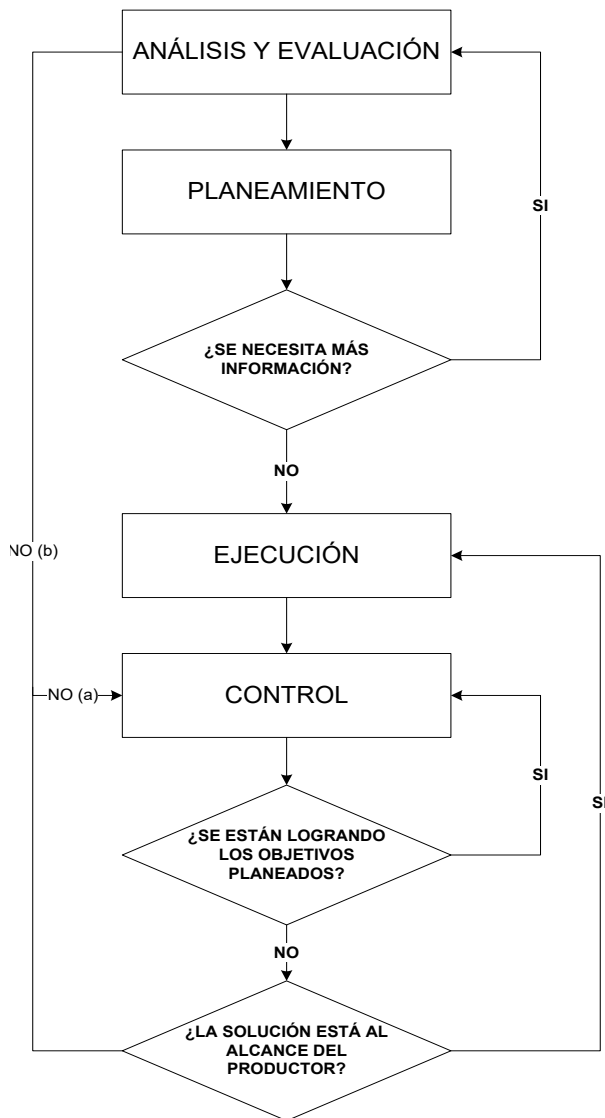 ANÁLISIS Y EVALUACIÓN
PLANEAMIENTO
SI
¿SE NECESITA MÁS
INFORMACIÓN?
NO
EJECUCIÓN
NO (b)
CONTROL
NO (a)
SI
SI
¿SE ESTÁN LOGRANDO
LOS OBJETIVOS
PLANEADOS?
NO
¿LA SOLUCIÓN ESTÁ AL
ALCANCE DEL
PRODUCTOR?